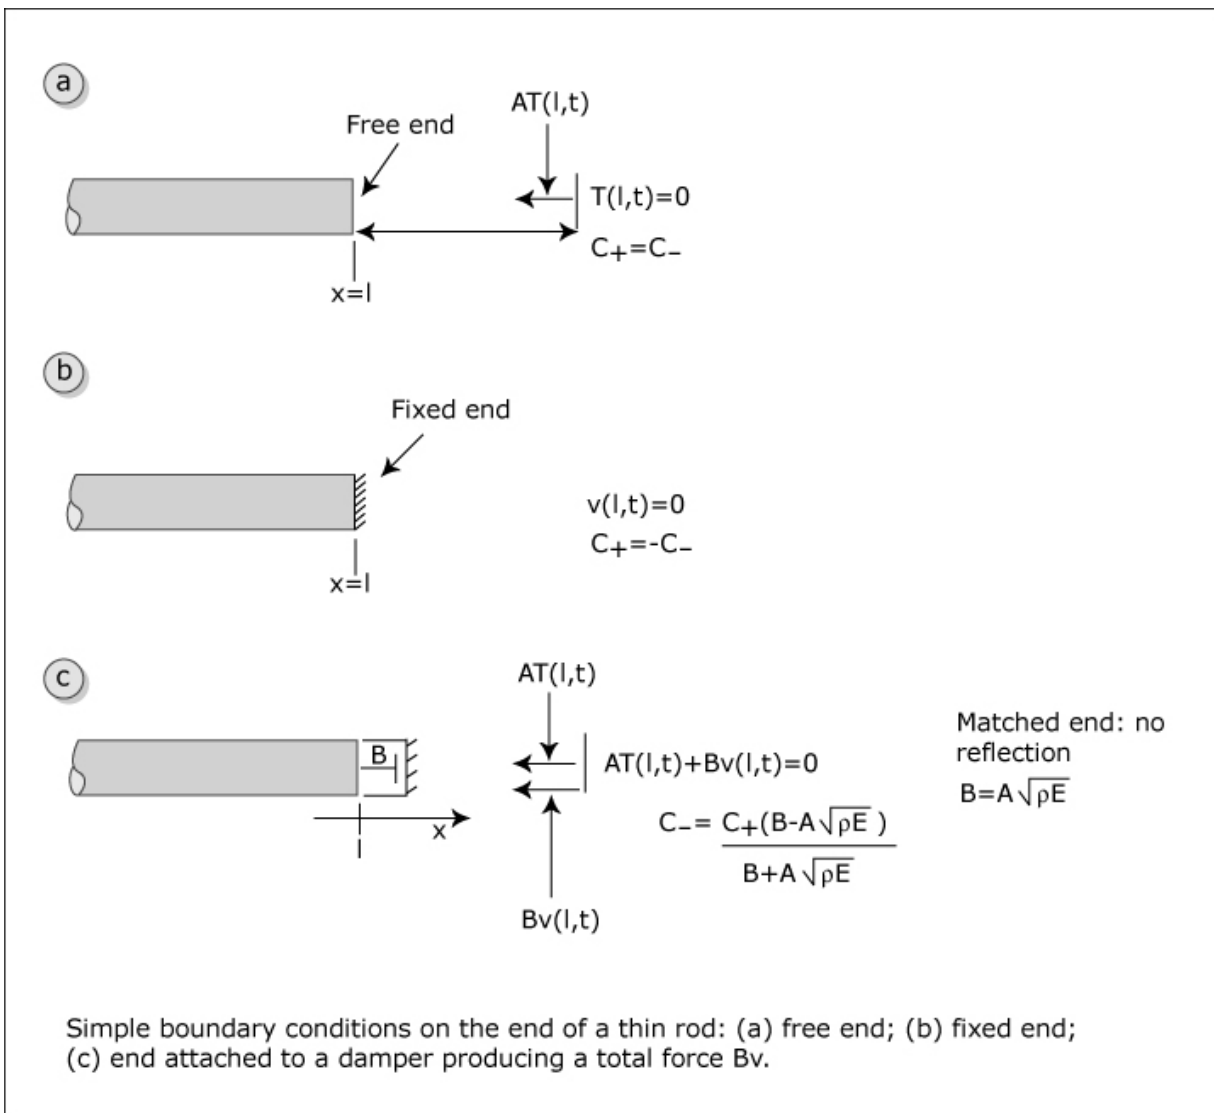 a
AT(l,t)
Free end
T(l,t)=0
C₊=C₋
x=l
b
Fixed end
v(l,t)=0
C₊=-C₋
x=l
c
AT(l,t)
Matched end: no
reflection
B=A√ρE
B
AT(l,t)+Bv(l,t)=0
x
l
C₋= C₊(B-A√ρE )
B+A√ρE
Bv(l,t)
Simple boundary conditions on the end of a thin rod: (a) free end; (b) fixed end;
(c) end attached to a damper producing a total force Bv.